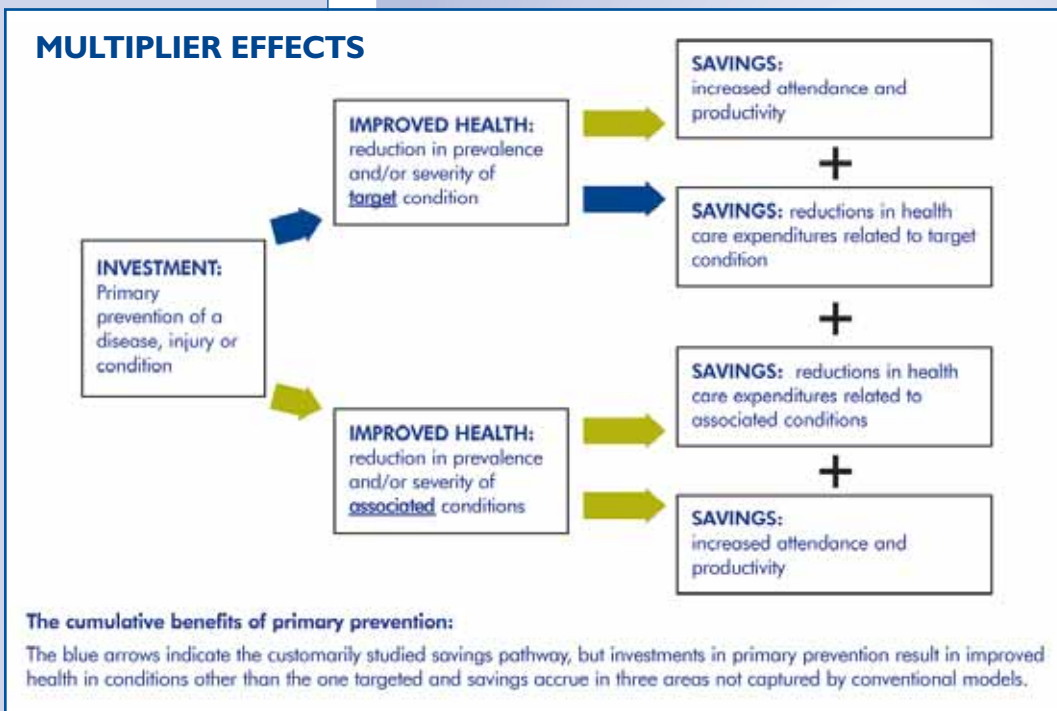 MULTIPLIER EFFECTS
INVESTMENT:
Primary
prevention of a
disease, injury or
condition
IMPROVED HEALTH:
reduction in prevalence
and/or severity of
target condition
SAVINGS:
increased attendance and
productivity
+
SAVINGS: reductions in health
care expenditures related to target
condition
+
IMPROVED HEALTH:
reduction in prevalence
and/or severity of
associated conditions
SAVINGS: reductions in health
care expenditures related to
associated conditions
+
SAVINGS:
increased attendance and
productivity
The cumulative benefits of primary prevention:
The blue arrows indicate the customarily studied savings pathway, but investments in primary prevention result in improved
health in conditions other than the one targeted and savings accrue in three areas not captured by conventional models.